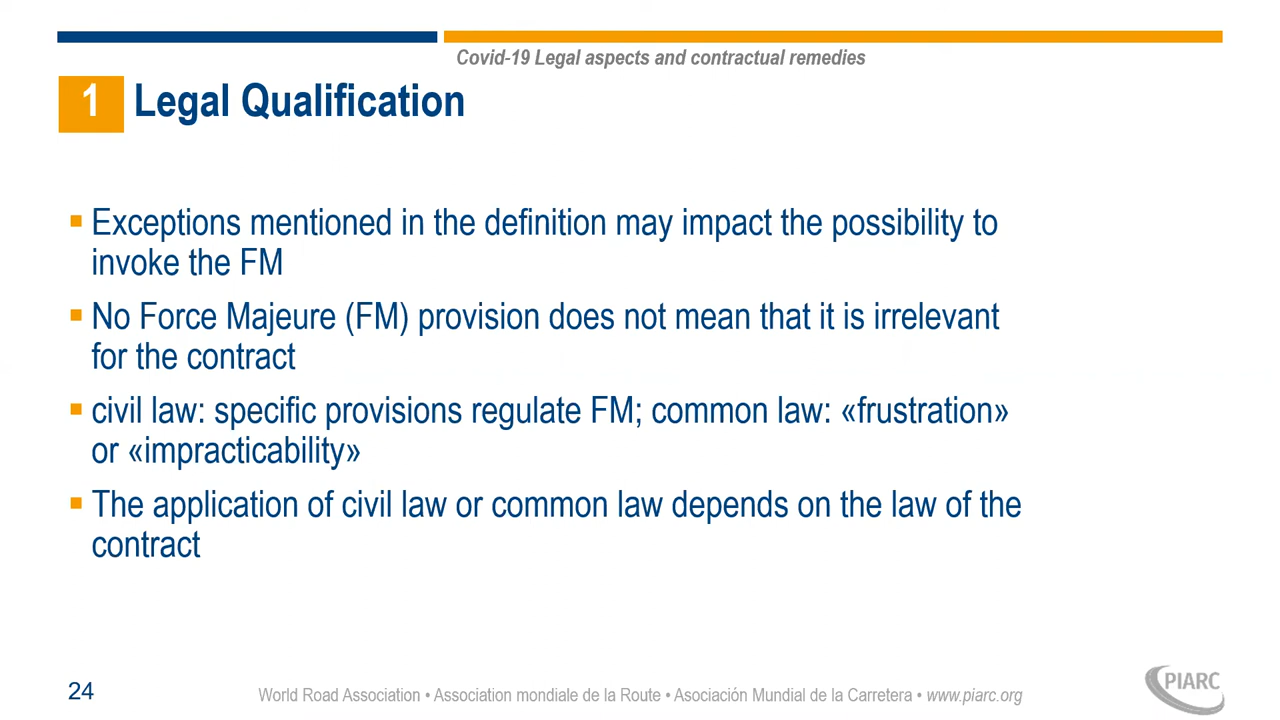 Covid-19 Legal aspects and contractual remedies
1 Legal Qualification
Exceptions mentioned in the definition may impact the possibility to
invoke the FM
No Force Majeure (FM) provision does not mean that it is irrelevant
for the contract
civil law: specific provisions regulate FM; common law: «frustration»
or «impracticability»
The application of civil law or common law depends on the law of the
contract
24
World Road Association • Association mondiale de la Route • Asociación Mundial de la Carretera • www.piarc.org
PIARC